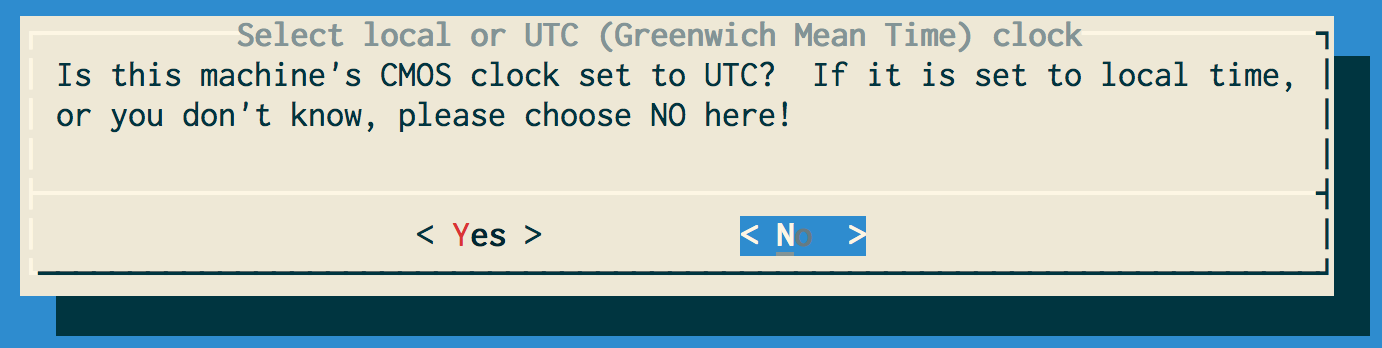 Select local or UTC (Greenwich Mean Time) clock
Is this machine's CMOS clock set to UTC?  If it is set to local time,
or you don't know, please choose NO here!
< Yes > < No >